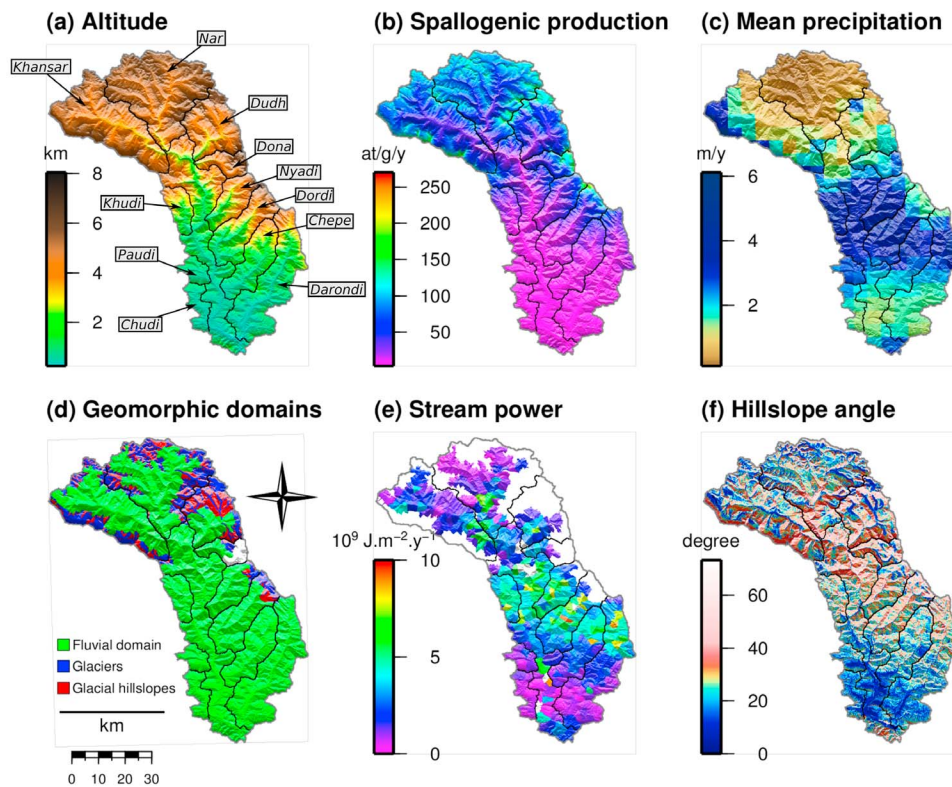 (a) Altitude
Nar
Khansar
Dudh
Dona
Nyadi
Dordi
Khudi
Chepe
Paudi
Darondi
Chudi
km
8
6
4
2
(b) Spallogenic production
at/g/y
250
200
150
100
50
(c) Mean precipitation
m/y
6
4
2
(d) Geomorphic domains
Fluvial domain
Glaciers
Glacial hillslopes
km
0 10 20 30
(e) Stream power
10⁹ J.m⁻².y⁻¹
10
5
0
(f) Hillslope angle
degree
60
40
20
0